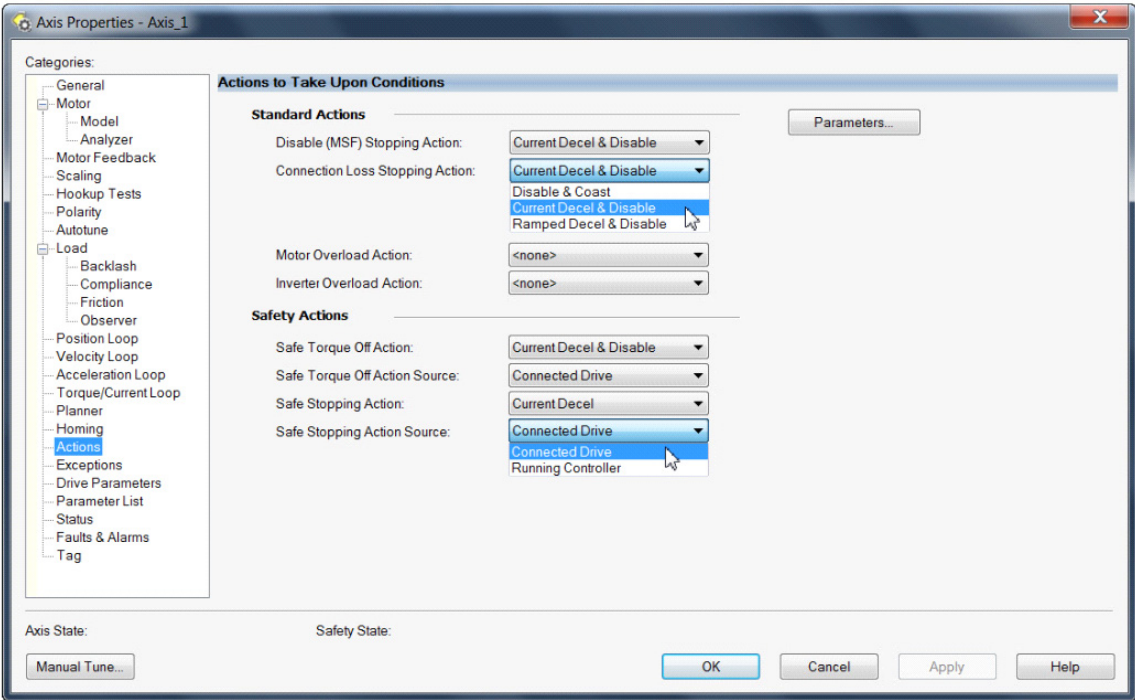 Axis Properties - Axis_1
X
Categories:
General
Motor
Model
Analyzer
Motor Feedback
Scaling
Hookup Tests
Polarity
Autotune
Load
Backlash
Compliance
Friction
Observer
Position Loop
Velocity Loop
Acceleration Loop
Torque/Current Loop
Planner
Homing
Actions
Exceptions
Drive Parameters
Parameter List
Status
Faults & Alarms
Tag
Actions to Take Upon Conditions
Standard Actions
Parameters...
Disable (MSF) Stopping Action: Current Decel & Disable
Connection Loss Stopping Action: Current Decel & Disable
Disable & Coast
Current Decel & Disable
Ramped Decel & Disable
Motor Overload Action: <none>
Inverter Overload Action: <none>
Safety Actions
Safe Torque Off Action: Current Decel & Disable
Safe Torque Off Action Source: Connected Drive
Safe Stopping Action: Current Decel
Safe Stopping Action Source: Connected Drive
Connected Drive
Running Controller
Axis State: Safety State:
Manual Tune... OK Cancel Apply Help